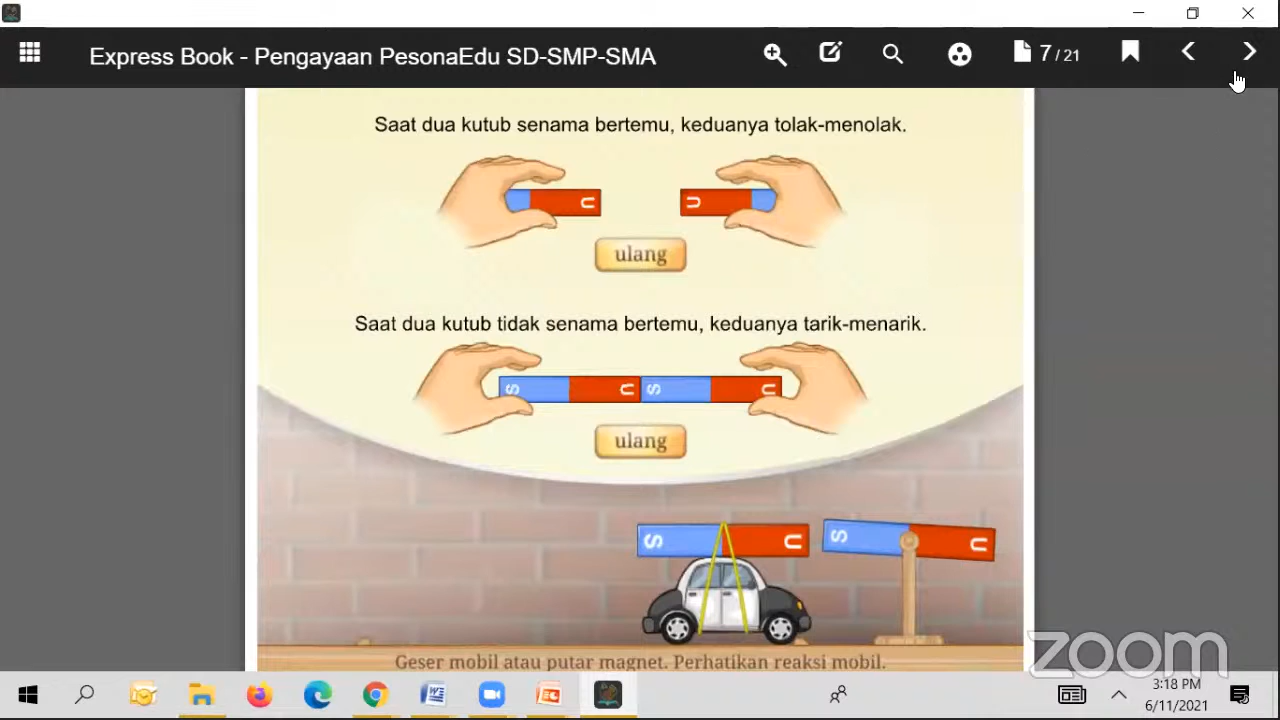 Express Book - Pengayaan PesonaEdu SD-SMP-SMA
7 / 21
Saat dua kutub senama bertemu, keduanya tolak-menolak.
U U
ulang
Saat dua kutub tidak senama bertemu, keduanya tarik-menarik.
S U S U
ulang
S U S U
Geser mobil atau putar magnet. Perhatikan reaksi mobil.
zoom
3:18 PM
6/11/2021